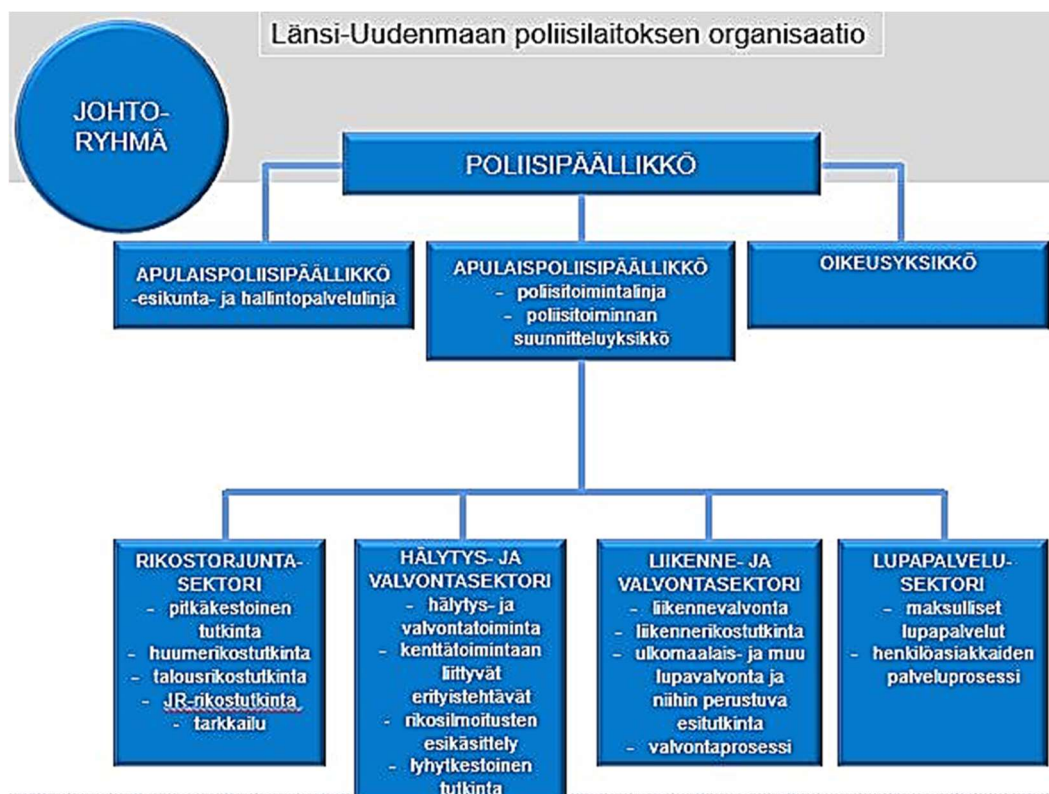 Länsi-Uudenmaan poliisilaitoksen organisaatio
JOHTO-
RYHMÄ
POLIISIPÄÄLLIKKÖ
APULAISPOLIISIPÄÄLLIKKÖ
-esikunta- ja hallintopalvelulinja
APULAISPOLIISIPÄÄLLIKKÖ
- poliisitoimintalinja
- poliisitoiminnan
suunnitteluyksikkö
OIKEUSYKSIKKÖ
RIKOSTORJUNTA-
SEKTORI
- pitkäkestoinen
tutkinta
- huumerikostutkinta
- talousrikostutkinta
- JR-rikostutkinta
- tarkkailu
HÄLYTYS- JA
VALVONTASEKTORI
- hälytys- ja
valvontatoiminta
- kenttätoimintaan
liittyvät
erityistehtävät
- rikosilmoitusten
esikäsittely
- lyhytkestoinen
tutkinta
LIIKENNE- JA
VALVONTASEKTORI
- liikennevalvonta
- liikennerikostutkinta
- ulkomaalais- ja muu
lupavalvonta ja
niihin perustuva
esitutkinta
- valvontaprosessi
LUPAPALVELU-
SEKTORI
- maksulliset
lupapalvelut
- henkilöasiakkaiden
palveluprosessi